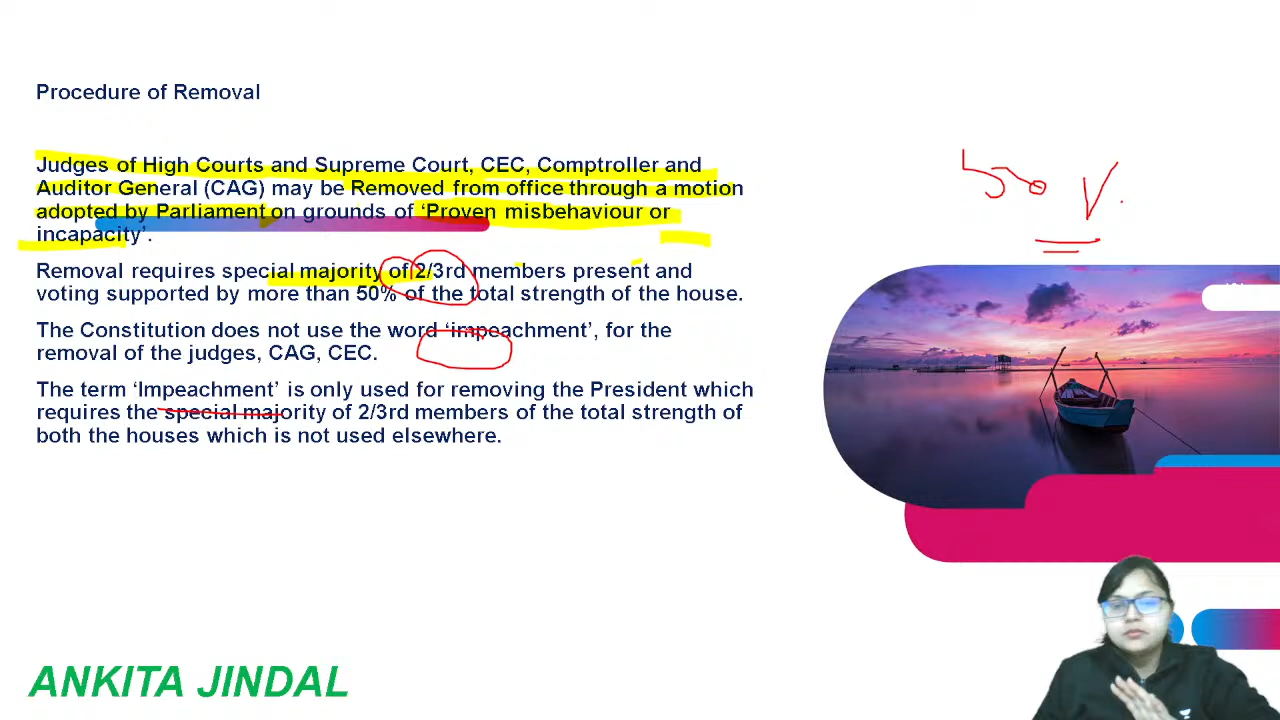 Procedure of Removal
Judges of High Courts and Supreme Court, CEC, Comptroller and
Auditor General (CAG) may be Removed from office through a motion
adopted by Parliament on grounds of ‘Proven misbehaviour or
incapacity’.
Removal requires special majority of 2/3rd members present and
voting supported by more than 50% of the total strength of the house.
The Constitution does not use the word ‘impeachment’, for the
removal of the judges, CAG, CEC.
The term ‘Impeachment’ is only used for removing the President which
requires the special majority of 2/3rd members of the total strength of
both the houses which is not used elsewhere.
ANKITA JINDAL